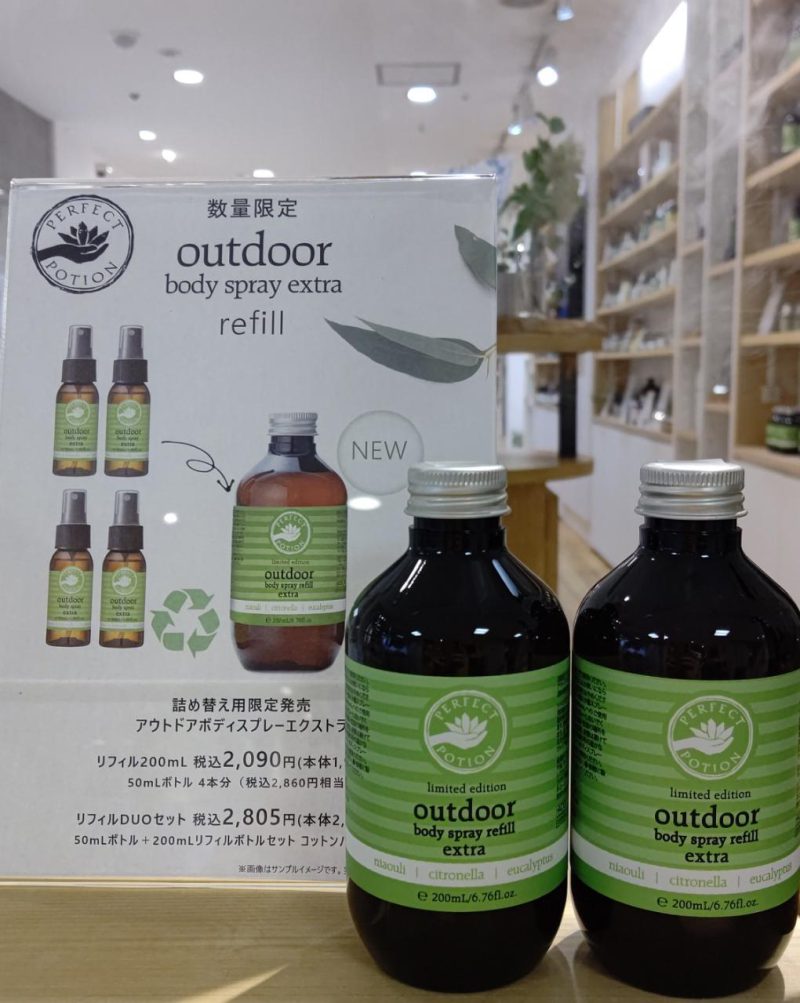 PERFECT
POTION
数量限定
outdoor
body spray extra
refill
NEW
outdoor
body spray
extra
outdoor
body spray
extra
outdoor
body spray
extra
outdoor
body spray
extra
PERFECT
POTION
limited edition
outdoor
body spray refill
extra
niaouli | citronella | eucalyptus
詰め替え用限定発売
アウトドアボディスプレーエクストラ
リフィル200mL 税込2,090円(本体1,
50mLボトル 4本分（税込2,860円相当
リフィルDUOセット 税込2,805円(本体2,
50mLボトル＋200mLリフィルボトルセット コットン
※画像はサンプルイメージです。
PERFECT
POTION
limited edition
outdoor
body spray refill
extra
niaouli | citronella | eucalyptus
℮ 200mL/6.76fl.oz.
PERFECT
POTION
limited edition
outdoor
body spray refill
extra
niaouli | citronella | eucalyptus
℮ 200mL/6.76fl.oz.